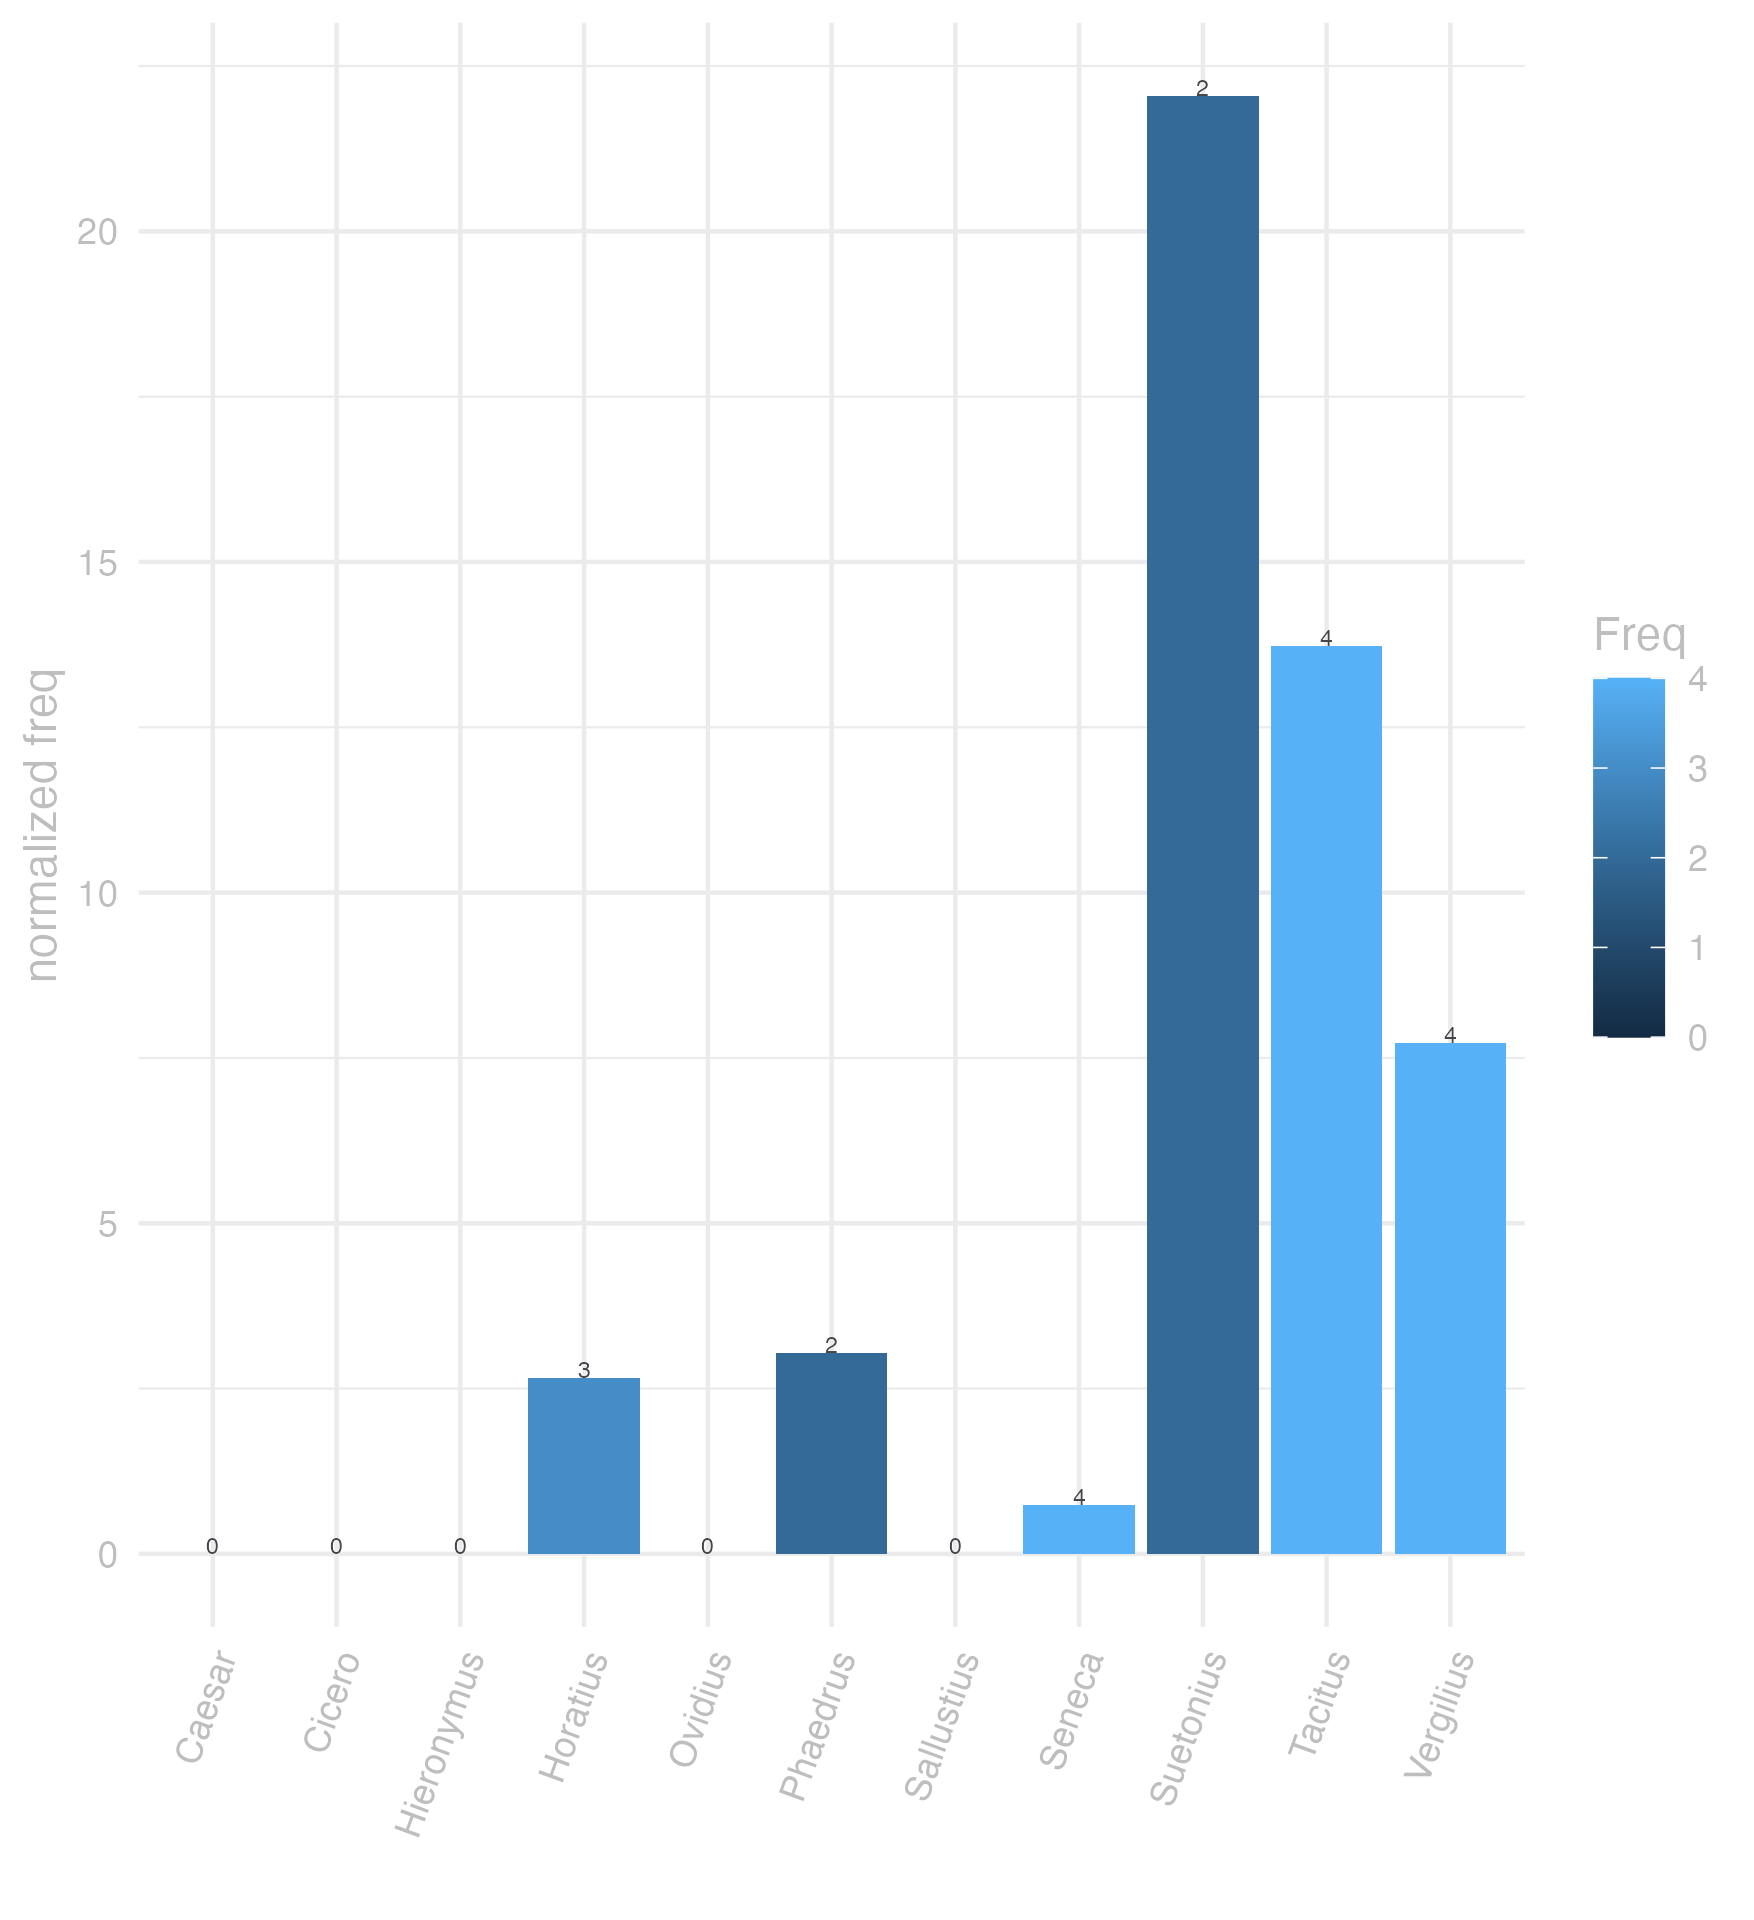 2
20
15
4
10
4
5
2
3
4
0 0 0 0 0
0
normalized freq
Caesar
Cicero
Hieronymus
Horatius
Ovidius
Phaedrus
Sallustius
Seneca
Suetonius
Tacitus
Vergilius
Freq
4
3
2
1
0